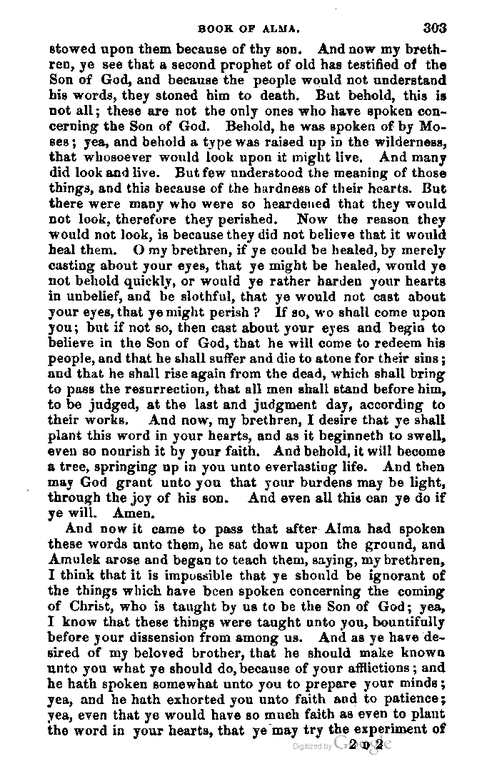 BOOK OF ALMA. 303
stowed upon them because of thy son. And now my breth-
ren, ye see that a second prophet of old has testified of the
Son of God, and because the people would not understand
his words, they stoned him to death. But behold, this is
not all; these are not the only ones who have spoken con-
cerning the Son of God. Behold, he was spoken of by Mo-
ses; yea, and behold a type was raised up in the wilderness,
that whosoever would look upon it might live. And many
did look and live. But few understood the meaning of those
things, and this because of the hardness of their hearts. But
there were many who were so heardened that they would
not look, therefore they perished. Now the reason they
would not look, is because they did not believe that it would
heal them. O my brethren, if ye could be healed, by merely
casting about your eyes, that ye might be healed, would ye
not behold quickly, or would ye rather harden your hearts
in unbelief, and be slothful, that ye would not cast about
your eyes, that ye might perish? If so, wo shall come upon
you; but if not so, then cast about your eyes and begin to
believe in the Son of God, that he will come to redeem his
people, and that he shall suffer and die to atone for their sins;
and that he shall rise again from the dead, which shall bring
to pass the resurrection, that all men shall stand before him,
to be judged, at the last and judgment day, according to
their works. And now, my brethren, I desire that ye shall
plant this word in your hearts, and as it beginneth to swell,
even so nourish it by your faith. And behold, it will become
a tree, springing up in you unto everlasting life. And then
may God grant unto you that your burdens may be light,
through the joy of his son. And even all this can ye do if
ye will. Amen.
And now it came to pass that after Alma had spoken
these words unto them, he sat down upon the ground, and
Amulek arose and began to teach them, saying, my brethren,
I think that it is impossible that ye should be ignorant of
the things which have been spoken concerning the coming
of Christ, who is taught by us to be the Son of God; yea,
I know that these things were taught unto you, bountifully
before your dissension from among us. And as ye have de-
sired of my beloved brother, that he should make known
unto you what ye should do, because of your afflictions; and
he hath spoken somewhat unto you to prepare your minds;
yea, and he hath exhorted you unto faith and to patience;
yea, even that ye would have so much faith as even to plant
the word in your hearts, that ye may try the experiment of
Digitized by Google
2 D 2